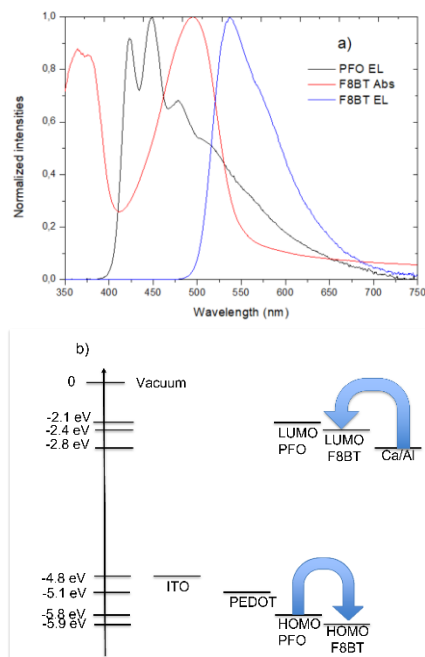 a)
PFO EL
F8BT Abs
F8BT EL
Normalized intensities
1,0
0,8
0,6
0,4
0,2
0,0
350 400 450 500 550 600 650 700 750
Wavelength (nm)
b)
0 Vacuum
-2.1 eV
-2.4 eV
-2.8 eV
LUMO
PFO
LUMO
F8BT
Ca/Al
-4.8 eV
-5.1 eV
-5.8 eV
-5.9 eV
ITO
PEDOT
HOMO
PFO
HOMO
F8BT